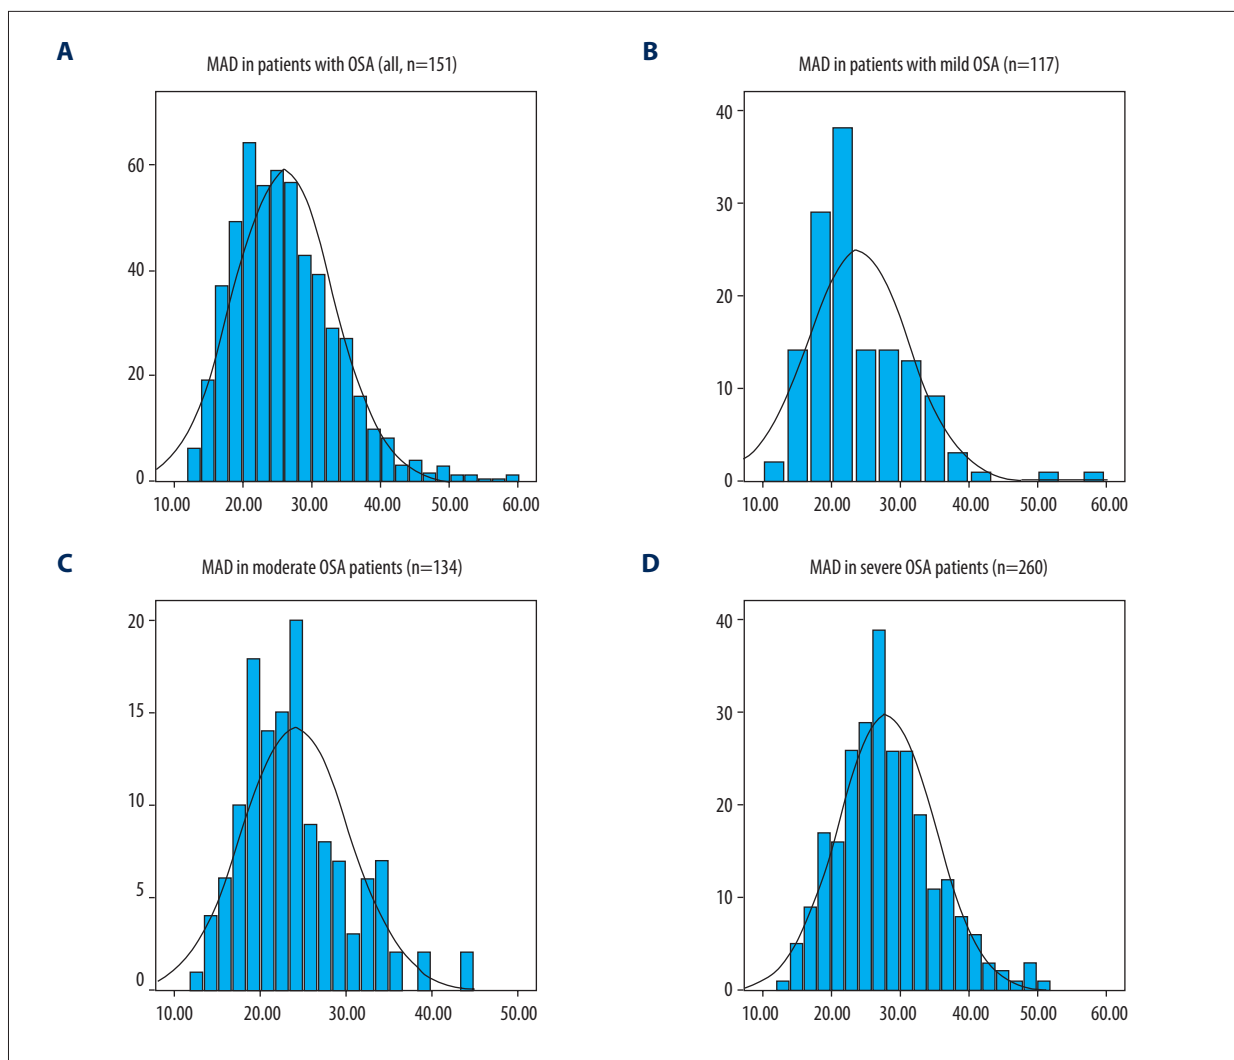 A
MAD in patients with OSA (all, n=151)
60
40
20
0
10.00 20.00 30.00 40.00 50.00 60.00
B
MAD in patients with mild OSA (n=117)
40
30
20
10
0
10.00 20.00 30.00 40.00 50.00 60.00
C
MAD in moderate OSA patients (n=134)
20
15
10
5
0
10.00 20.00 30.00 40.00 50.00
D
MAD in severe OSA patients (n=260)
40
30
20
10
0
10.00 20.00 30.00 40.00 50.00 60.00